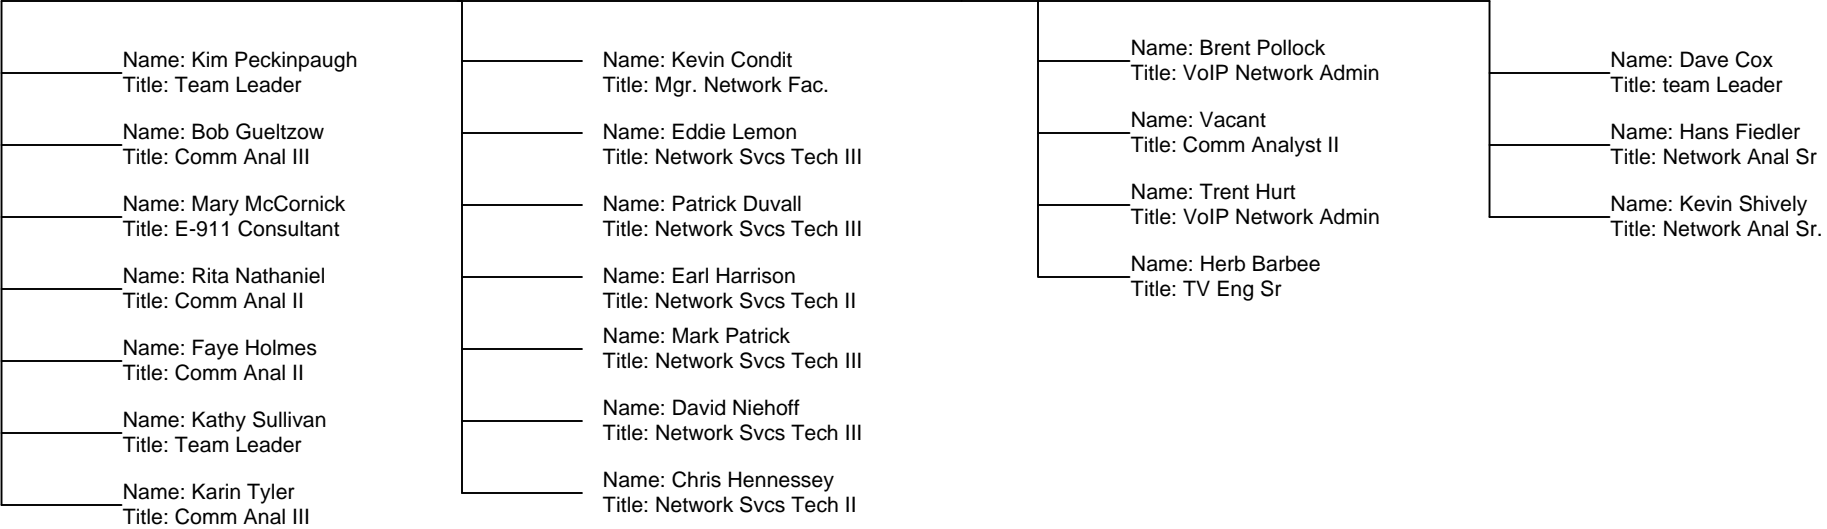 Name: Kim Peckinpaugh
Title: Team Leader
Name: Bob Gueltzow
Title: Comm Anal III
Name: Mary McCornick
Title: E-911 Consultant
Name: Rita Nathaniel
Title: Comm Anal II
Name: Faye Holmes
Title: Comm Anal II
Name: Kathy Sullivan
Title: Team Leader
Name: Karin Tyler
Title: Comm Anal III
Name: Kevin Condit
Title: Mgr. Network Fac.
Name: Eddie Lemon
Title: Network Svcs Tech III
Name: Patrick Duvall
Title: Network Svcs Tech III
Name: Earl Harrison
Title: Network Svcs Tech II
Name: Mark Patrick
Title: Network Svcs Tech III
Name: David Niehoff
Title: Network Svcs Tech III
Name: Chris Hennessey
Title: Network Svcs Tech II
Name: Brent Pollock
Title: VoIP Network Admin
Name: Vacant
Title: Comm Analyst II
Name: Trent Hurt
Title: VoIP Network Admin
Name: Herb Barbee
Title: TV Eng Sr
Name: Dave Cox
Title: team Leader
Name: Hans Fiedler
Title: Network Anal Sr
Name: Kevin Shively
Title: Network Anal Sr.